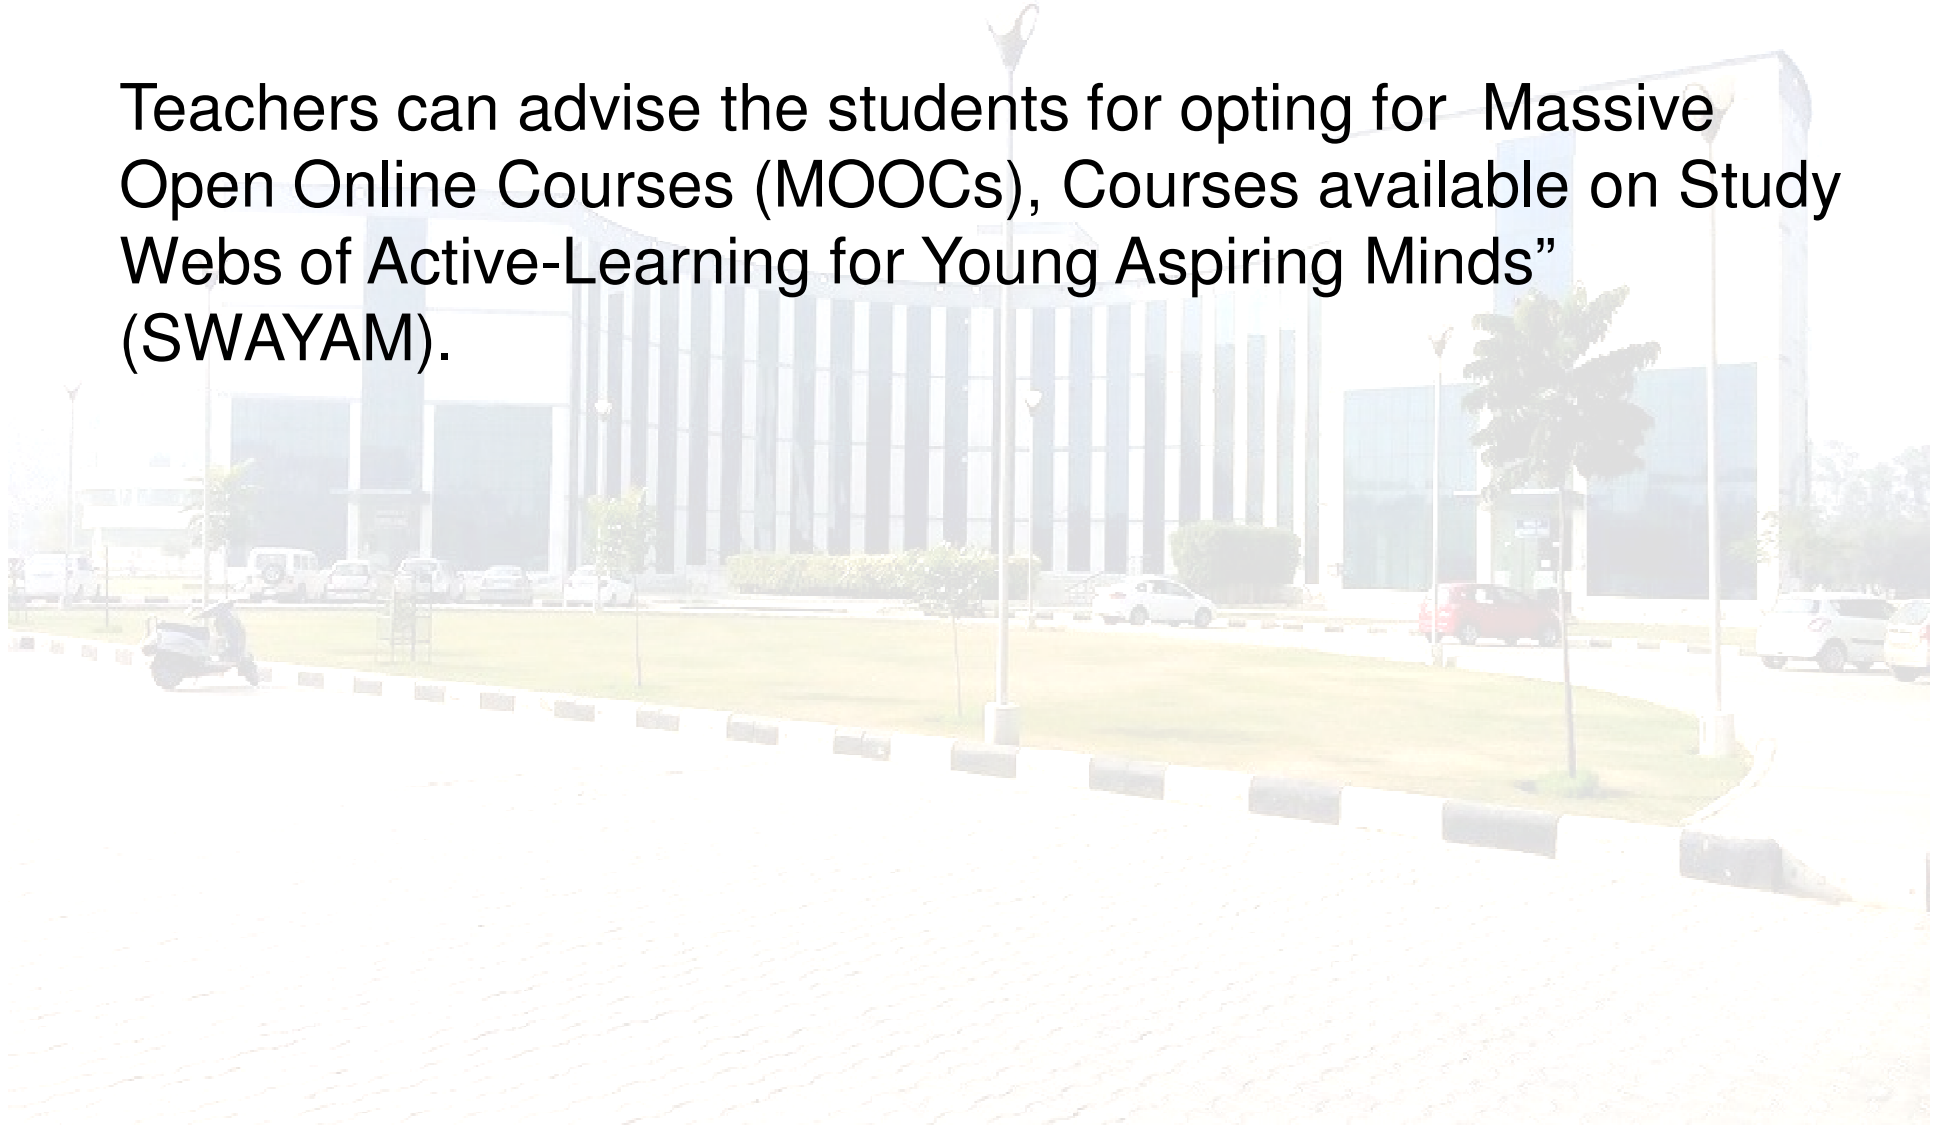 Teachers can advise the students for opting for  Massive
Open Online Courses (MOOCs), Courses available on Study
Webs of Active-Learning for Young Aspiring Minds”
(SWAYAM).